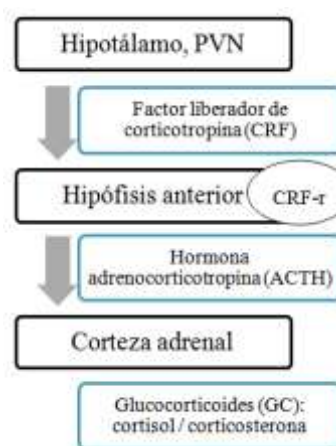 Hipotálamo, PVN
Factor liberador de
corticotropina (CRF)
Hipófisis anterior
CRF-r
Hormona
adrenocorticotropina (ACTH)
Corteza adrenal
Glucocorticoides (GC):
cortisol / corticosterona